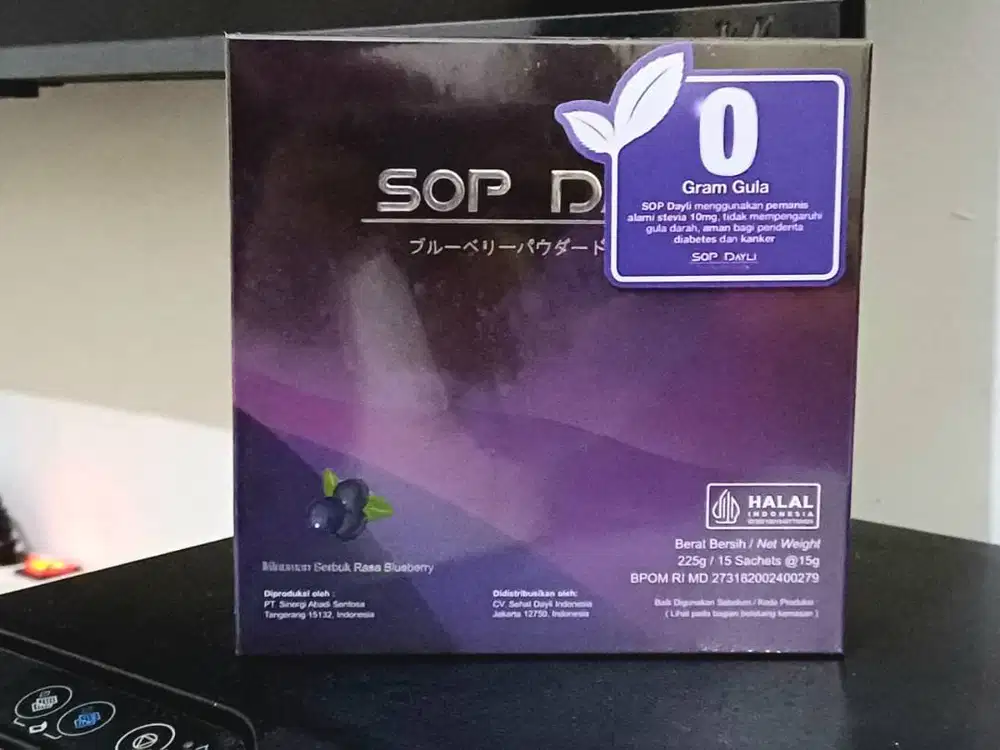 SOP DA
ブルーベリーパウダード
0
Gram Gula
SOP Dayli menggunakan pemanis
alami stevia 10mg, tidak mempengaruhi
gula darah, aman bagi penderita
diabetes dan kanker
SOP DAYLI
HALAL
INDONESIA
Berat Bersih / Net Weight
225g / 15 Sachets @15g
BPOM RI MD 273182002400279
Minuman Serbuk Rasa Blueberry
Diproduksi oleh :
PT. Sinergi Abadi Sentosa
Tangerang 15132, Indonesia
Didistribusikan oleh:
CV. Sehat Dayli Indonesia
Jakarta 12750, Indonesia
Baik Digunakan Sebelum / Kode Produksi :
( Lihat pada bagian belakang kemasan )